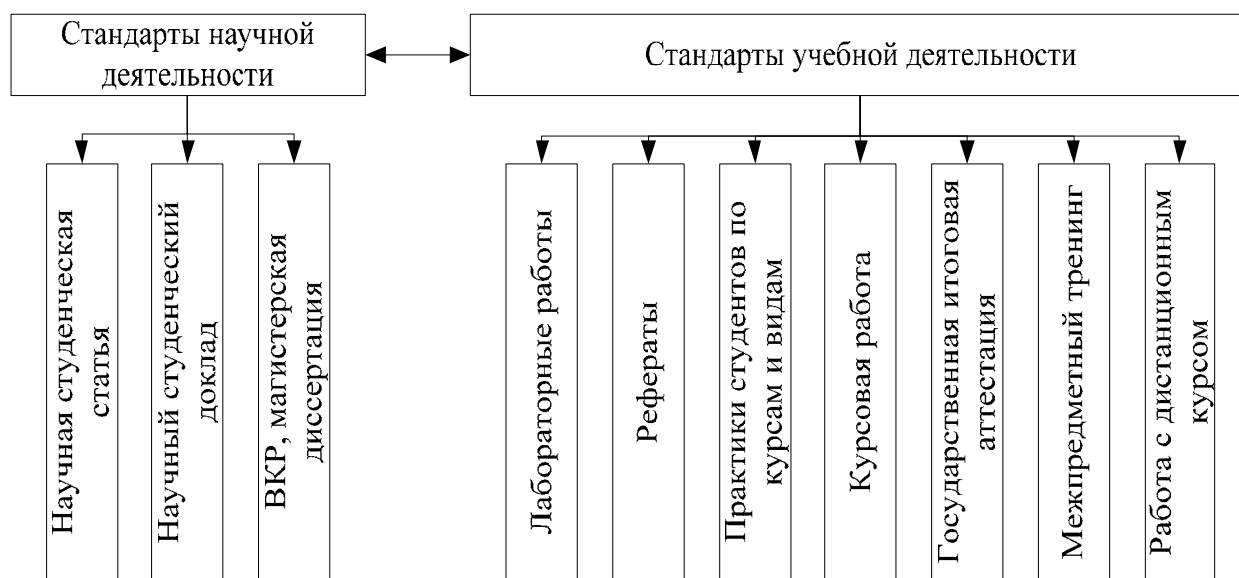 Стандарты научной
деятельности
Стандарты учебной деятельности
Научная студенческая
статья
Научный студенческий
доклад
ВКР, магистерская
диссертация
Лабораторные работы
Рефераты
Практики студентов по
курсам и видам
Курсовая работа
Государственная итоговая
аттестация
Межпредметный тренинг
Работа с дистанционным
курсом